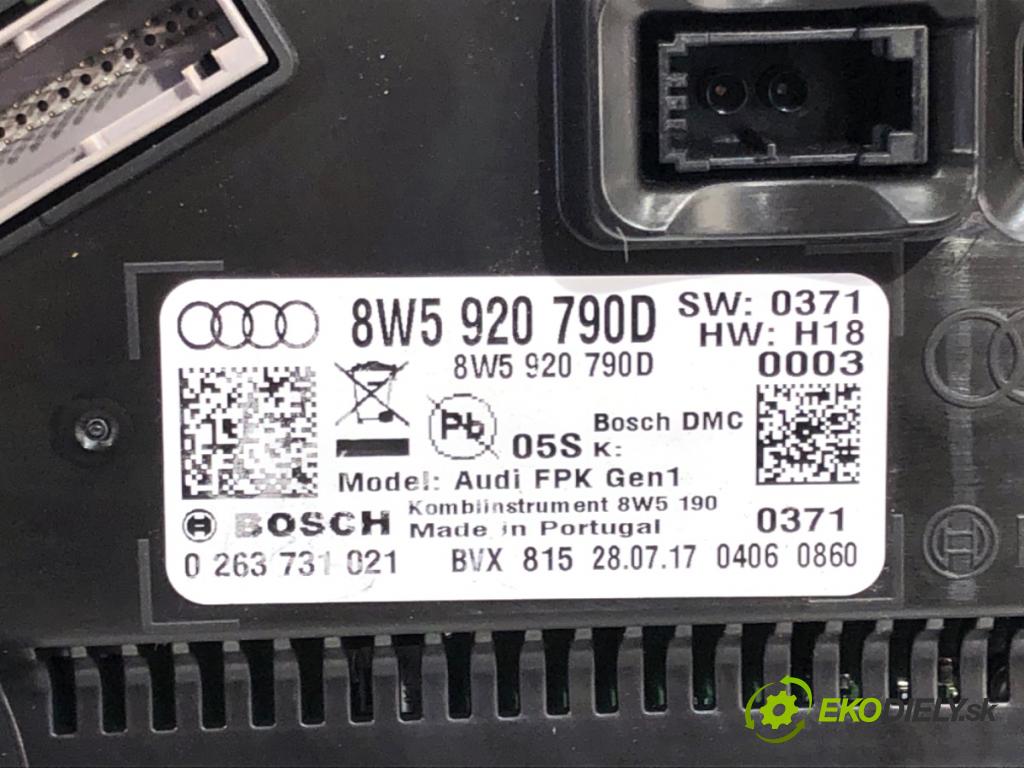 8W5 920 790D
SW: 0371
HW: H18
8W5 920 790D
0003
Pb
05S
Bosch DMC
K:
Model: Audi FPK Gen1
Kombiinstrument 8W5 190
BOSCH
Made in Portugal
0371
0 263 731 021
BVX 815 28.07.17 0406 0860
EKODIELY.sk